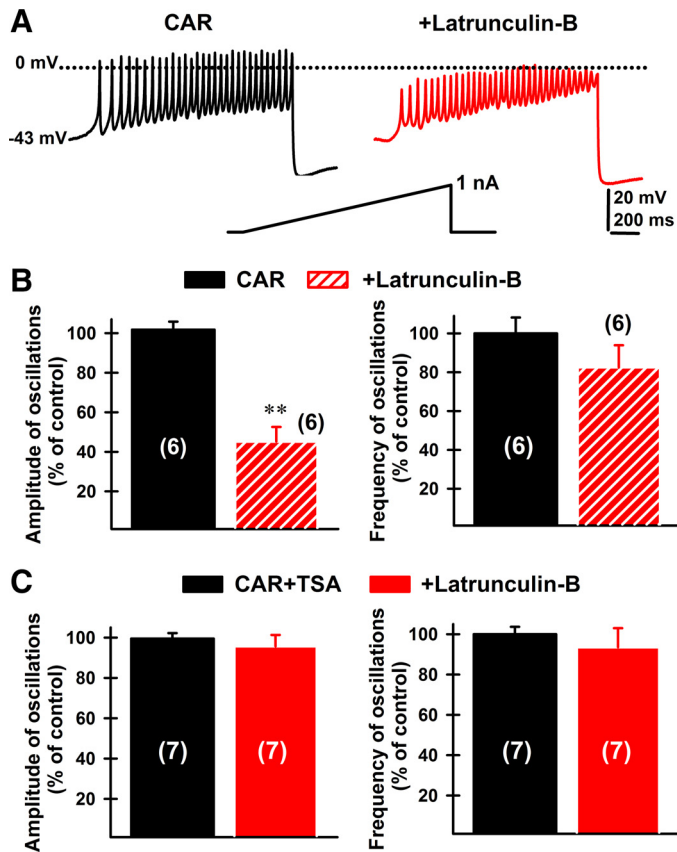 A
CAR
+Latrunculin-B
0 mV
-43 mV
1 nA
20 mV
200 ms
B
CAR
+Latrunculin-B
Amplitude of oscillations
(% of control)
100
80
60
40
20
(6)
**
(6)
Frequency of oscillations
(% of control)
100
80
60
40
20
(6)
(6)
C
CAR+TSA
+Latrunculin-B
Amplitude of oscillations
(% of control)
100
80
60
40
20
(7)
(7)
Frequency of oscillations
(% of control)
100
80
60
40
20
(7)
(7)